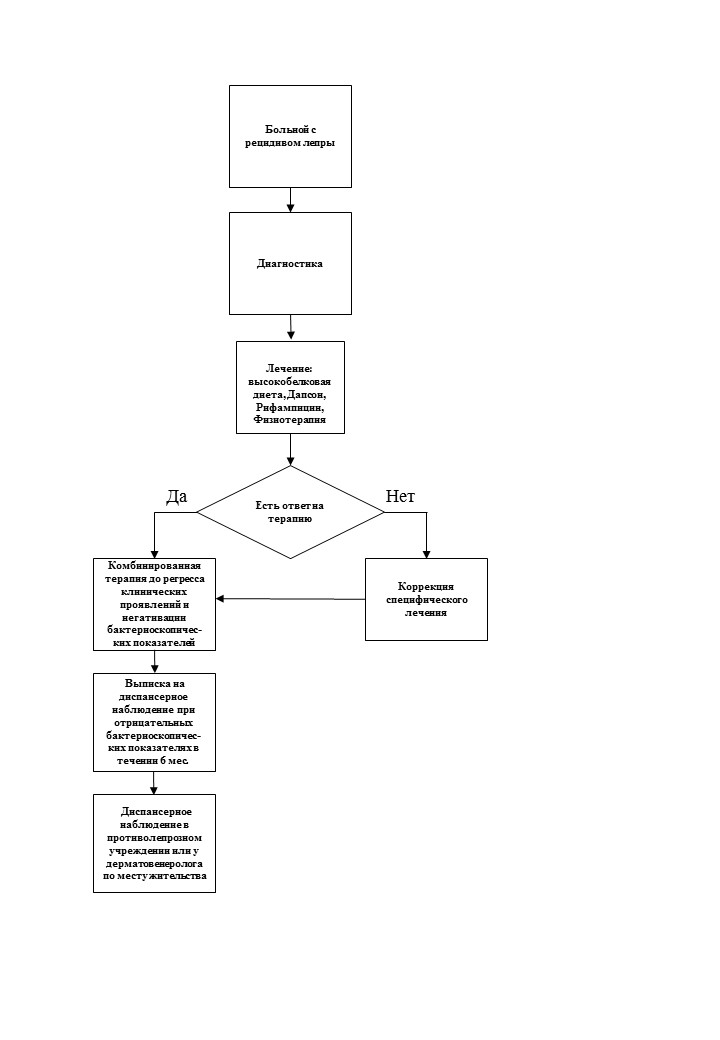 Больной с
рецидивом лепры
Диагностика
Лечение:
высокобелковая
диета, Дапсон,
Рифампицин,
Физиотерапия
Да
Нет
Есть ответ на
терапию
Комбинированная
терапия до регресса
клинических
проявлений и
негативации
бактериоскопичес-
ких показателей
Коррекция
специфического
лечения
Выписка на
диспансерное
наблюдение при
отрицательных
бактериоскопичес-
ких показателях в
течении 6 мес.
Диспансерное
наблюдение в
противолепрозном
учреждении или у
дерматовенеролога
по месту жительства